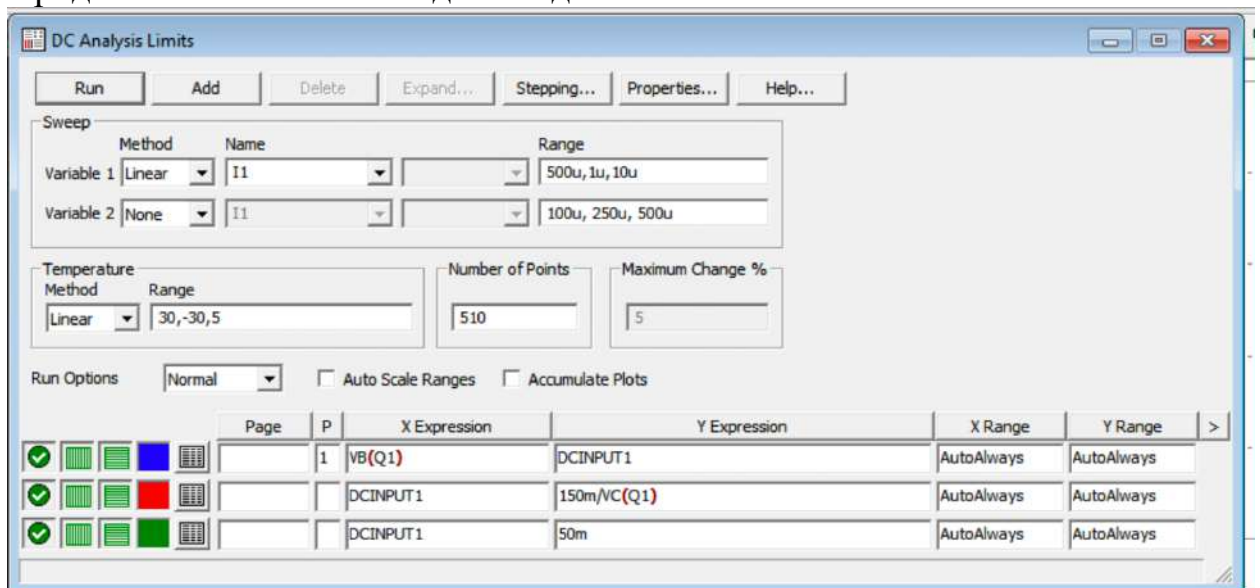 DC Analysis Limits
Run Add Delete Expand... Stepping... Properties... Help...
Sweep
Method Name Range
Variable 1 Linear I1 500u,1u,10u
Variable 2 None I1 100u, 250u, 500u
Temperature Number of Points Maximum Change %
Method Range
Linear 30,-30,5 510 5
Run Options Normal Auto Scale Ranges Accumulate Plots
Page P X Expression Y Expression X Range Y Range >
1 VB(Q1) DCINPUT1 AutoAlways AutoAlways
DCINPUT1 150m/VC(Q1) AutoAlways AutoAlways
DCINPUT1 50m AutoAlways AutoAlways